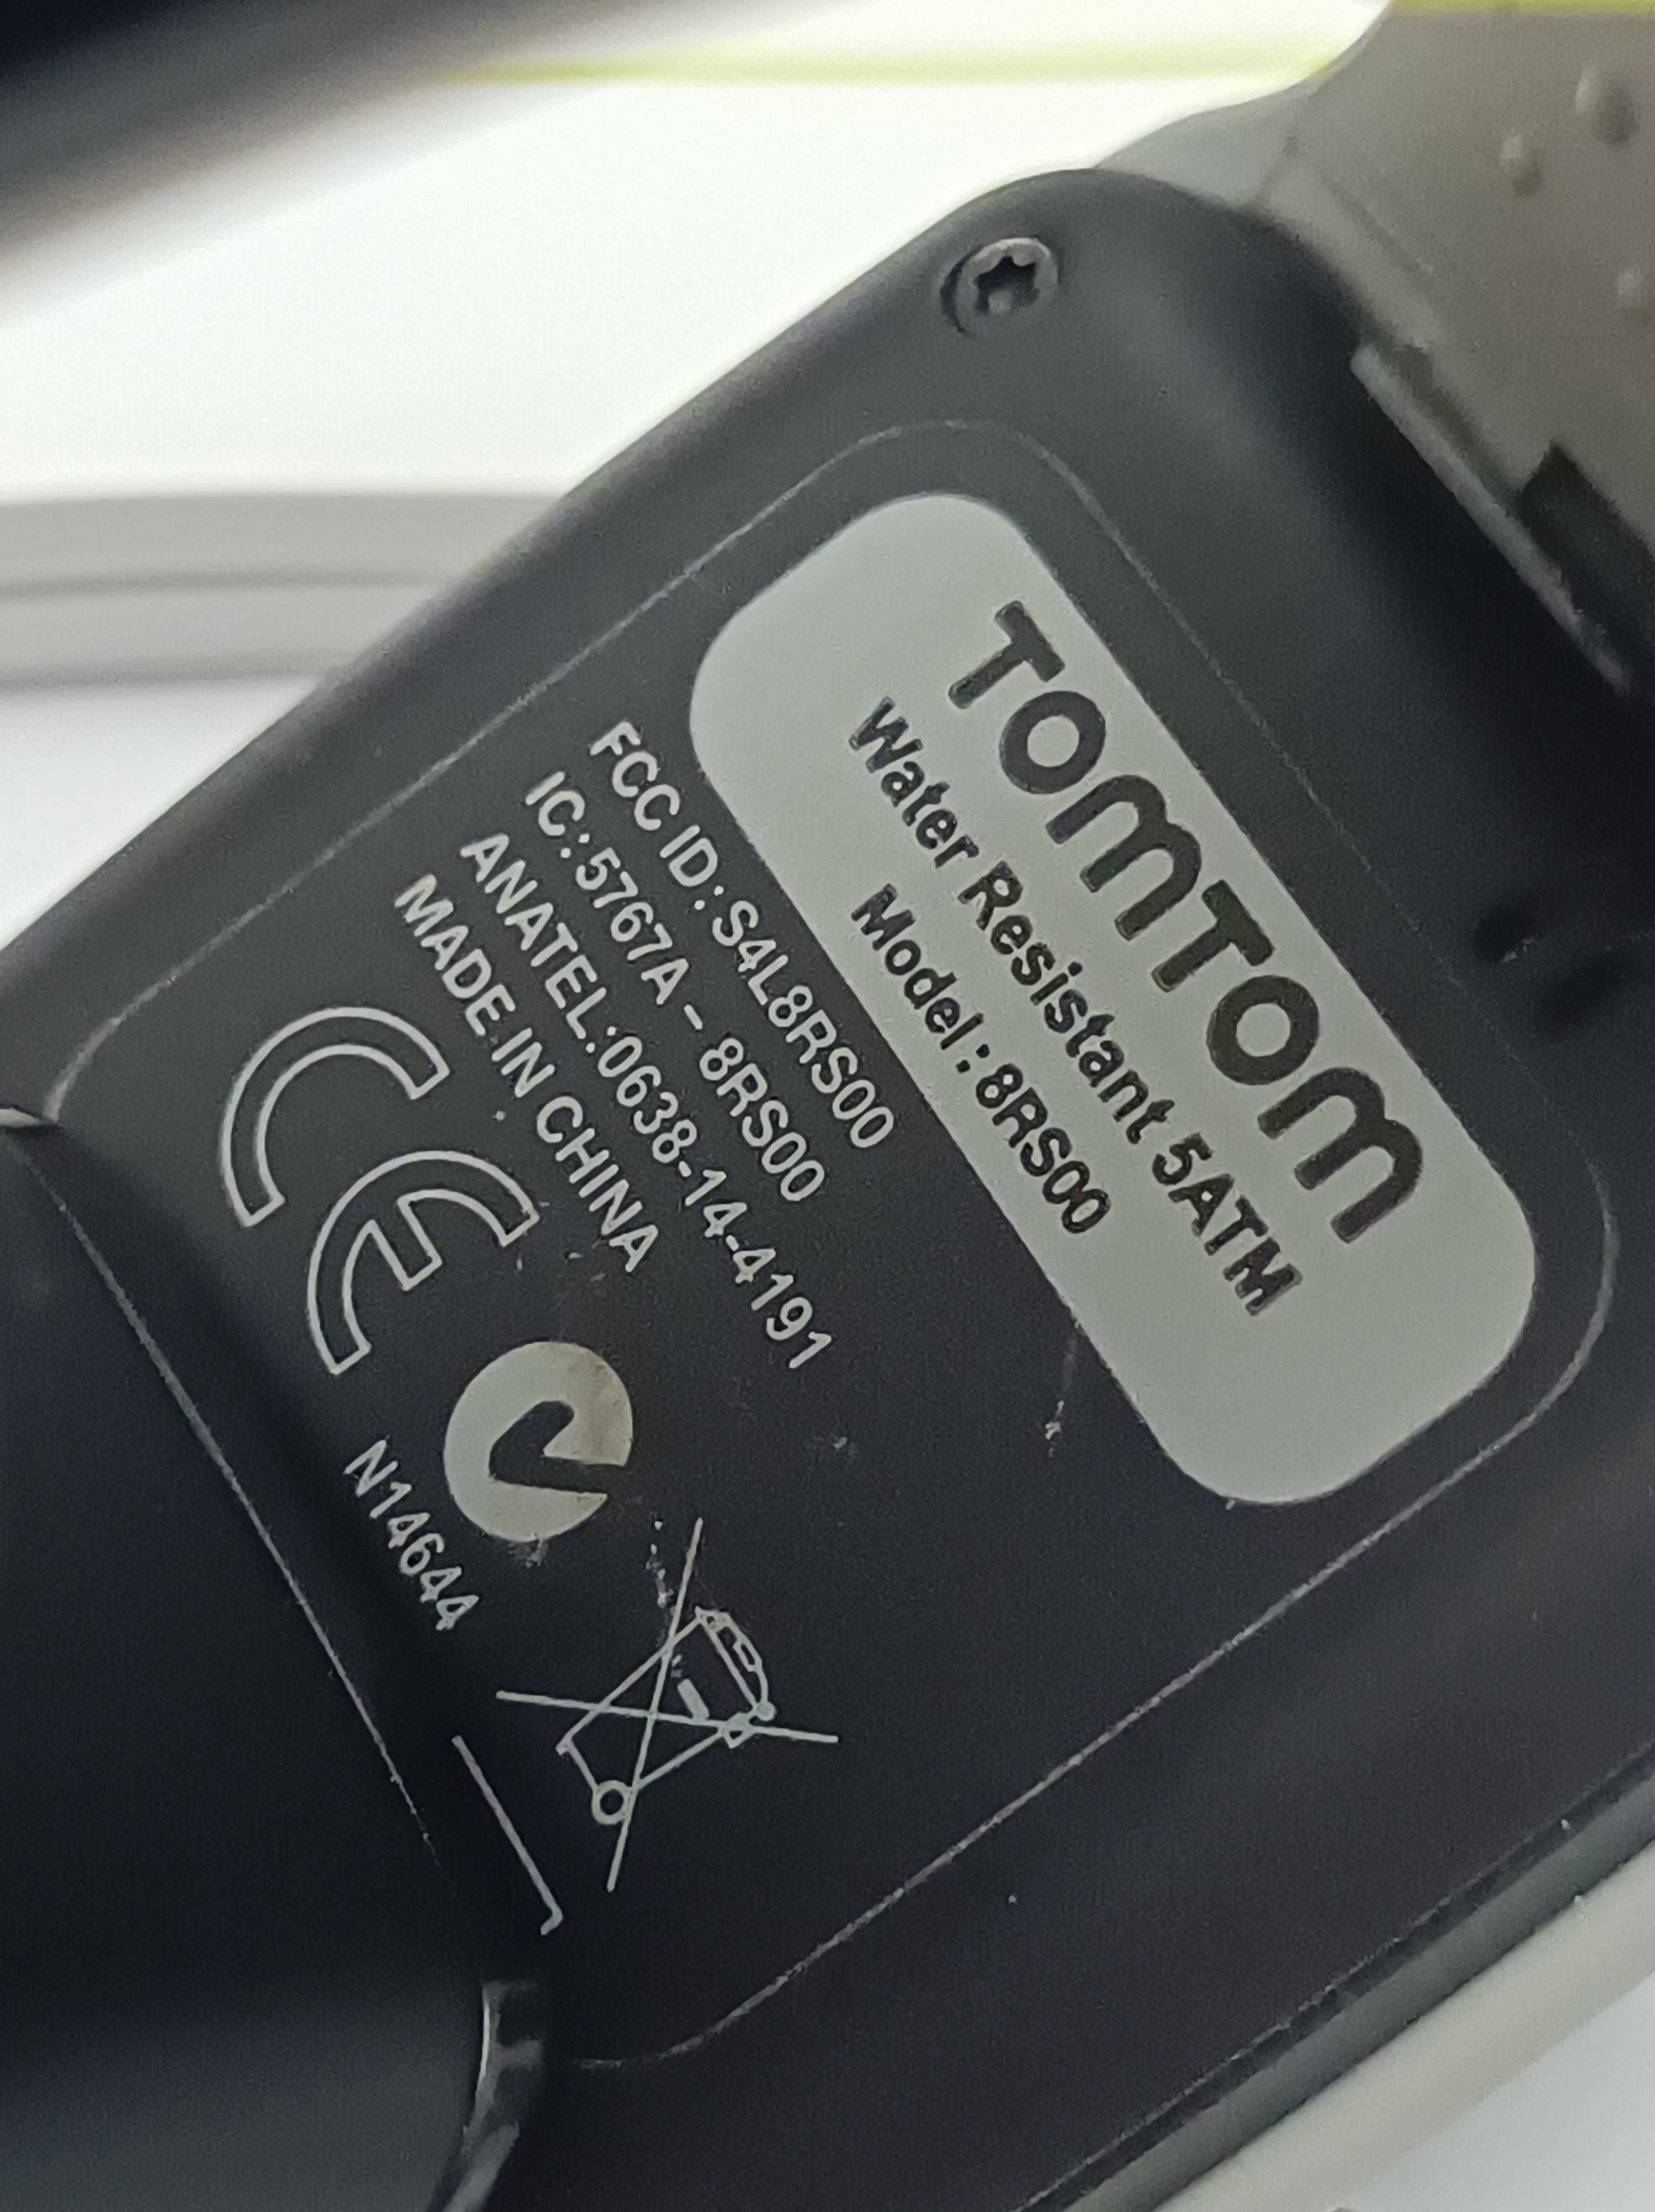 TOMTOM
Water Resistant 5ATM
Model: 8RS00
FCC ID: S4L8RS00
IC: 5767A – 8RS00
ANATEL:0638-14-4191
MADE IN CHINA
CE
N14644